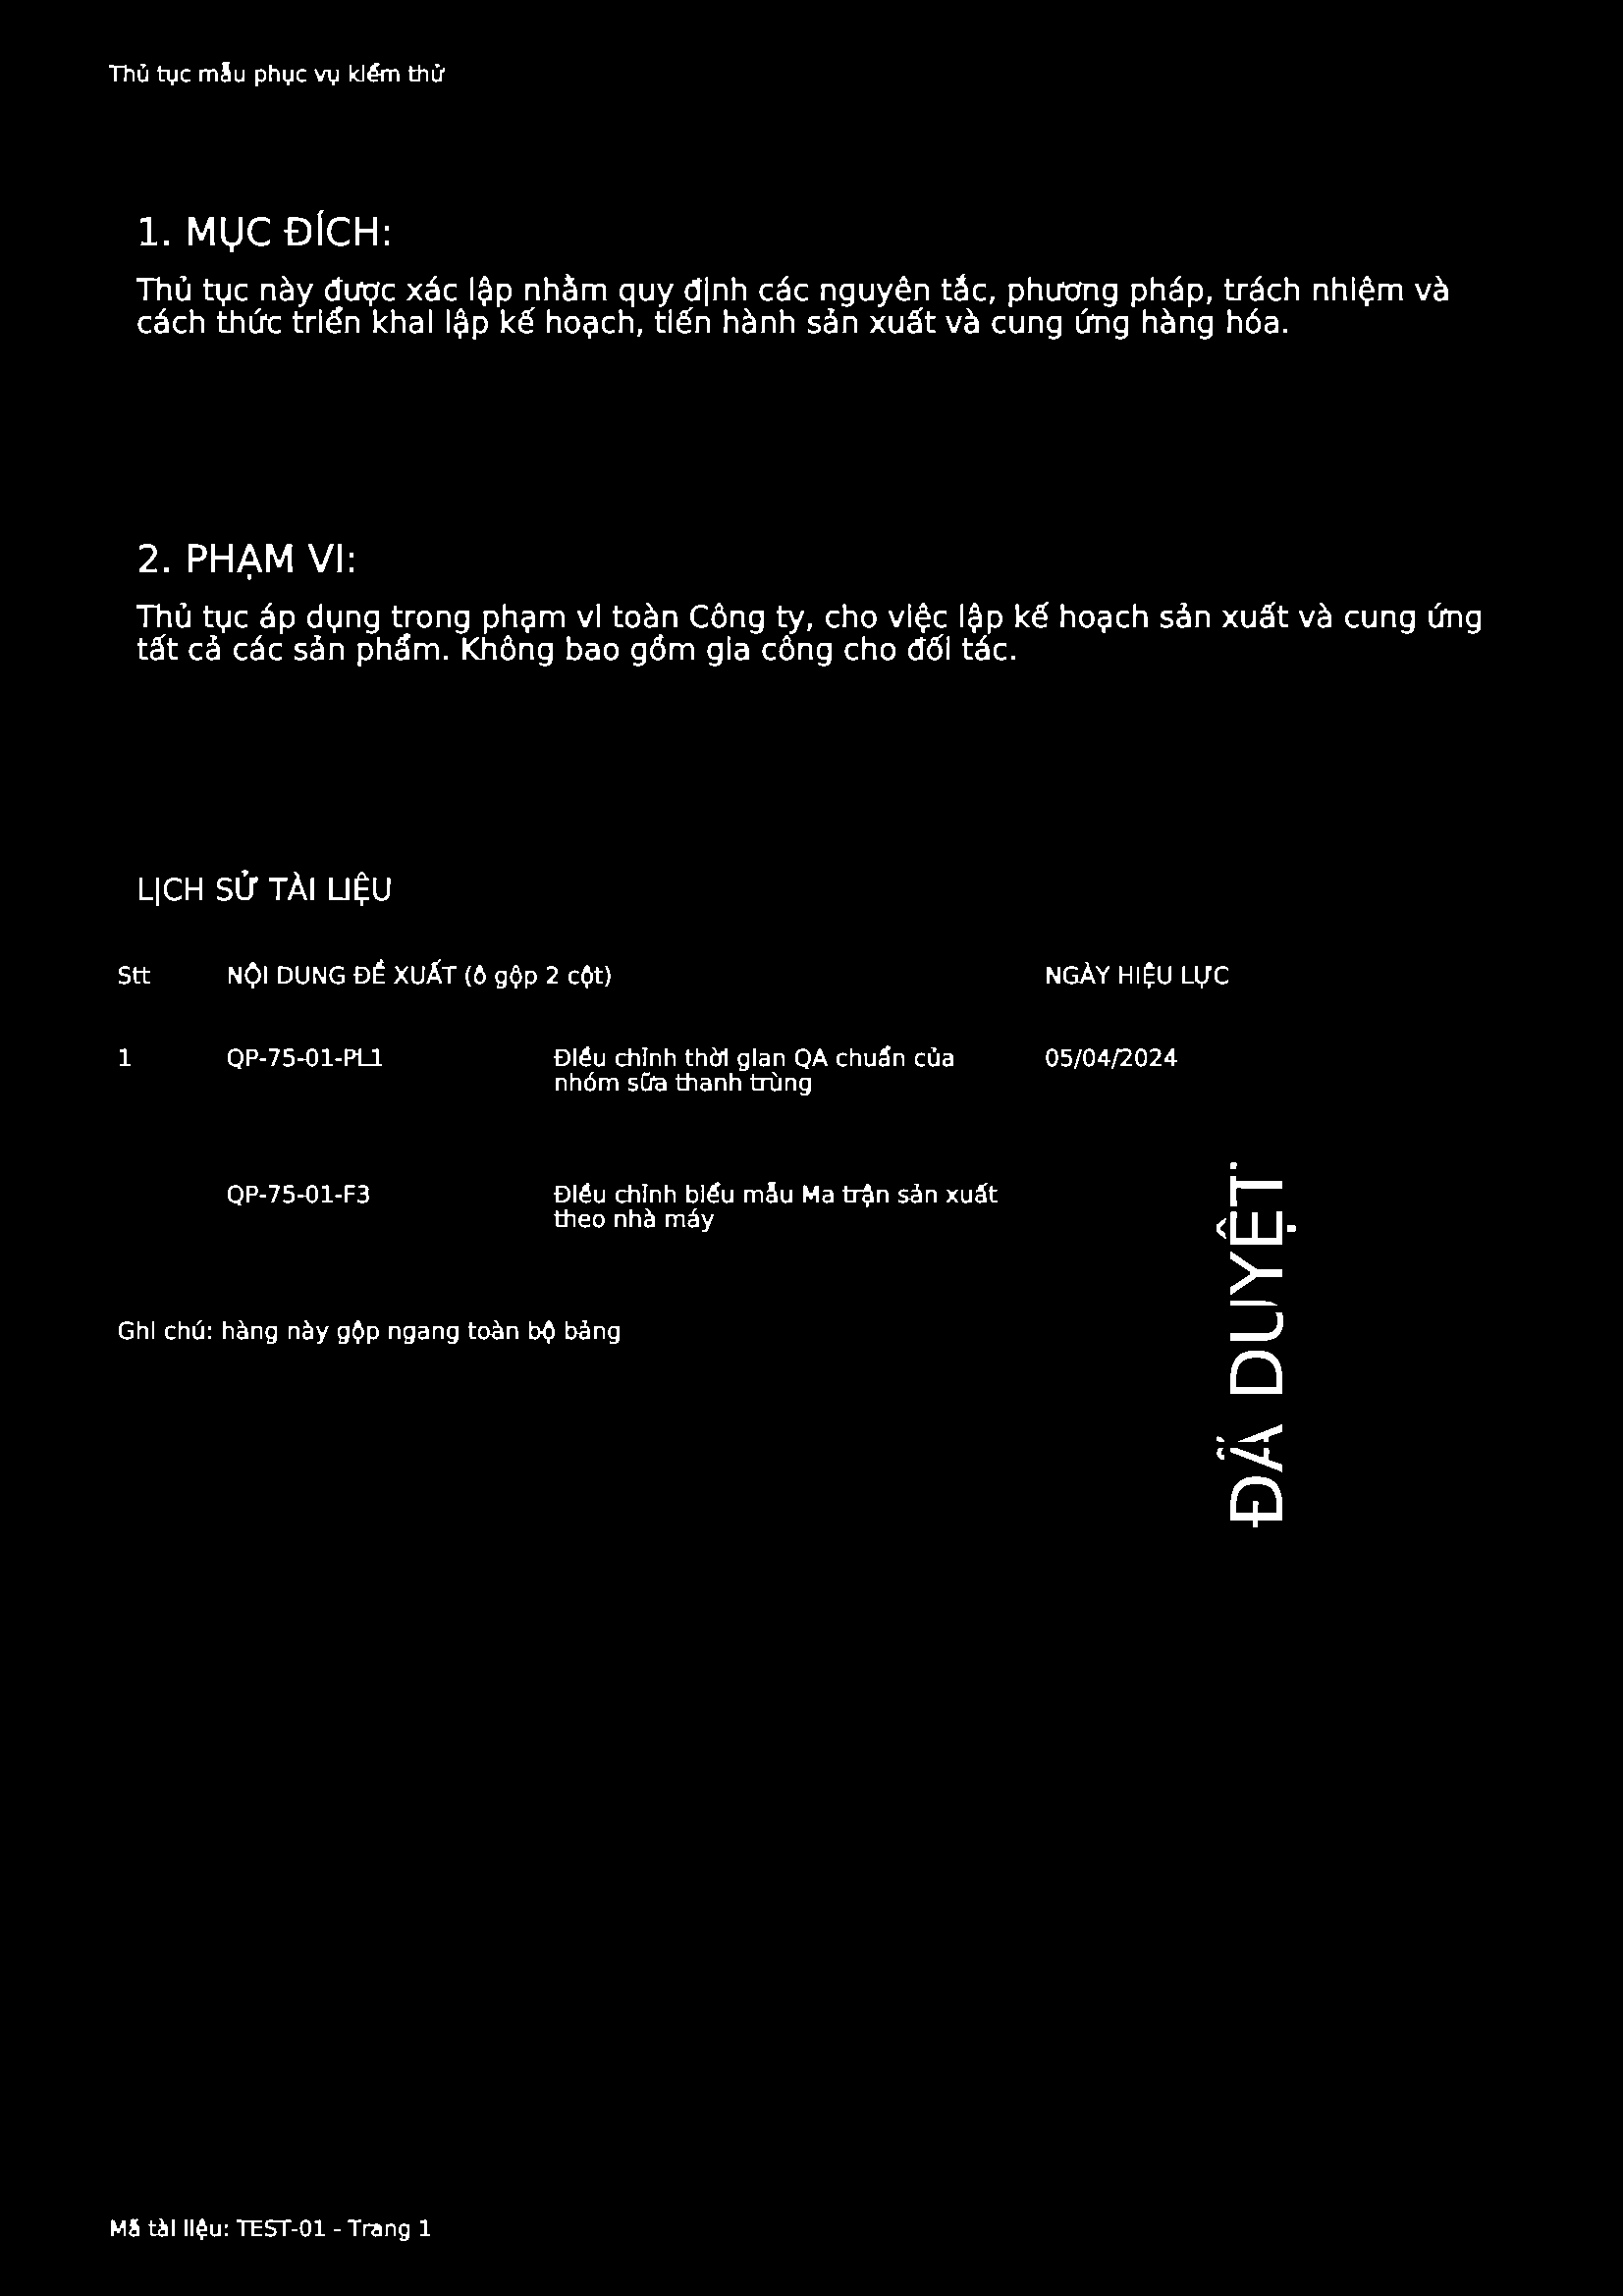 Thủ tục mẫu phục vụ kiểm thử
1. MỤC ĐÍCH:
Thủ tục này được xác lập nhằm quy định các nguyên tắc, phương pháp, trách nhiệm và
cách thức triển khai lập kế hoạch, tiến hành sản xuất và cung ứng hàng hóa.
2. PHẠM VI:
Thủ tục áp dụng trong phạm vi toàn Công ty, cho việc lập kế hoạch sản xuất và cung ứng
tất cả các sản phẩm. Không bao gồm gia công cho đối tác.
LỊCH SỬ TÀI LIỆU
Stt NỘI DUNG ĐỀ XUẤT (ô gộp 2 cột) NGÀY HIỆU LỰC
1 QP-75-01-PL1 Điều chỉnh thời gian QA chuẩn của 05/04/2024
nhóm sữa thanh trùng
QP-75-01-F3 Điều chỉnh biểu mẫu Ma trận sản xuất
theo nhà máy
Ghi chú: hàng này gộp ngang toàn bộ bảng
ĐÃ DUYỆT
Mã tài liệu: TEST-01 - Trang 1